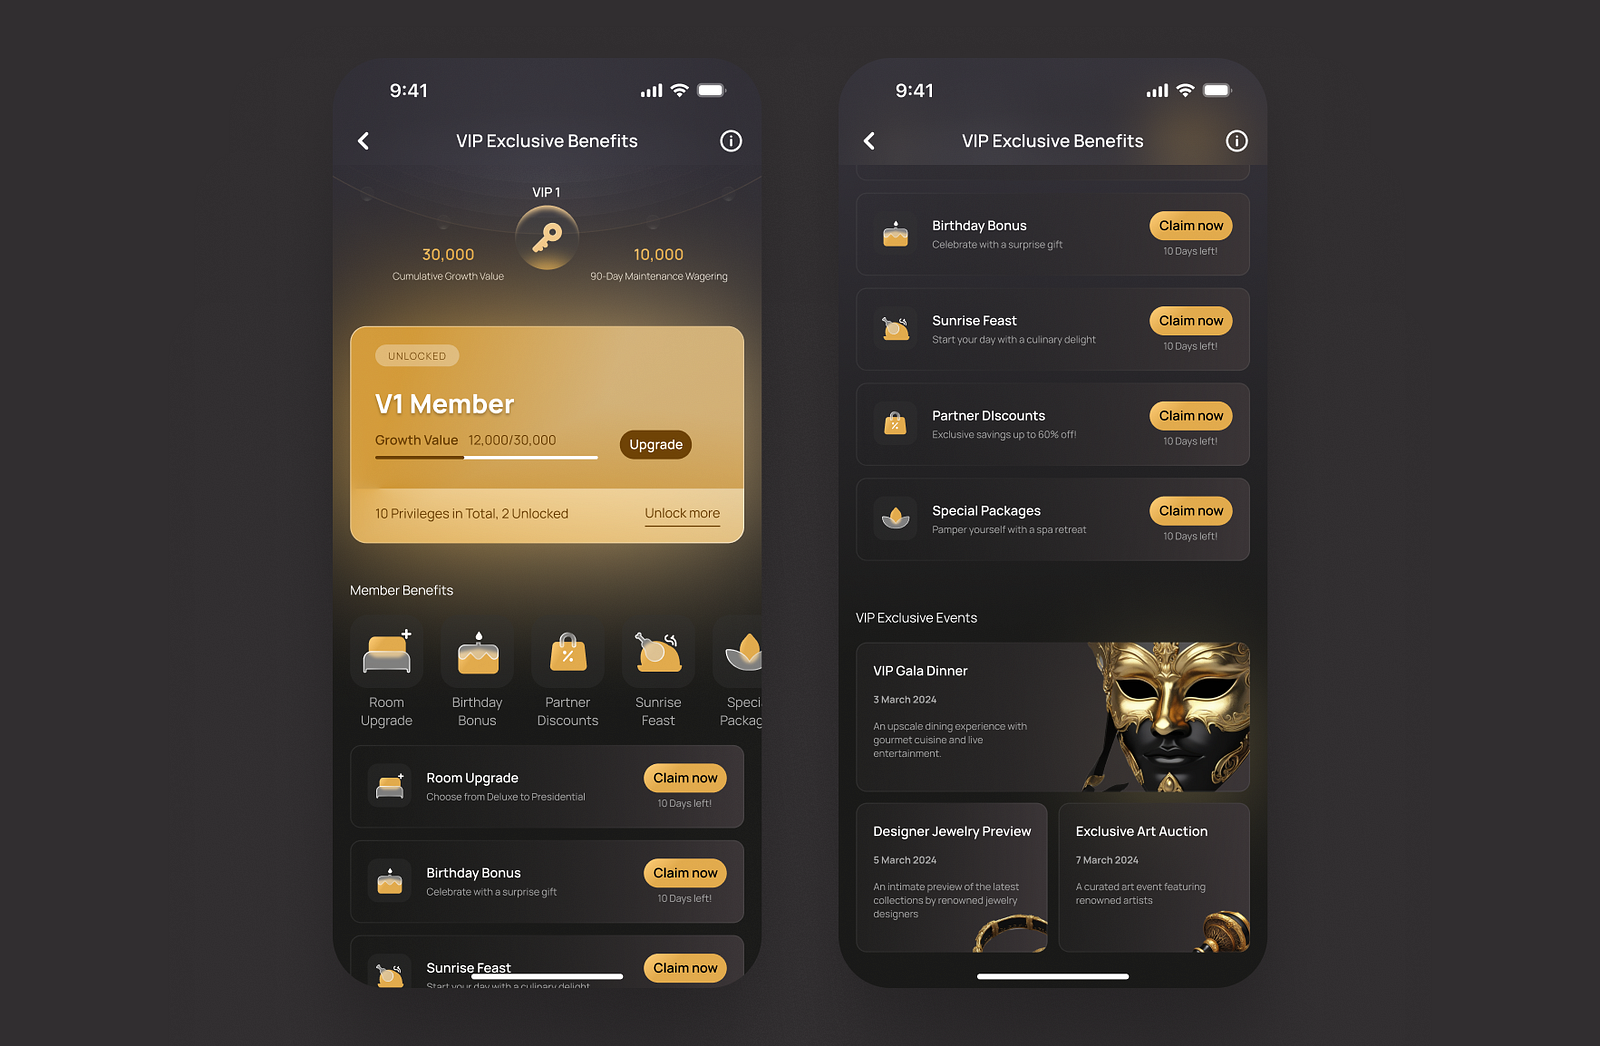 9:41
VIP Exclusive Benefits
VIP 1
30,000
10,000
Cumulative Growth Value
90-Day Maintenance Wagering
UNLOCKED
V1 Member
Growth Value 12,000/30,000
Upgrade
10 Privileges in Total, 2 Unlocked
Unlock more
Member Benefits
Room
Upgrade
Birthday
Bonus
Partner
Discounts
Sunrise
Feast
Specia
Packag
Room Upgrade
Choose from Deluxe to Presidential
Claim now
10 Days left!
Birthday Bonus
Celebrate with a surprise gift
Claim now
10 Days left!
Sunrise Feast
Start your day with a culinary delight
Claim now
9:41
VIP Exclusive Benefits
Birthday Bonus
Celebrate with a surprise gift
Claim now
10 Days left!
Sunrise Feast
Start your day with a culinary delight
Claim now
10 Days left!
Partner DIscounts
Exclusive savings up to 60% off!
Claim now
10 Days left!
Special Packages
Pamper yourself with a spa retreat
Claim now
10 Days left!
VIP Exclusive Events
VIP Gala Dinner
3 March 2024
An upscale dining experience with
gourmet cuisine and live
entertainment.
Designer Jewelry Preview
5 March 2024
An intimate preview of the latest
collections by renowned jewelry
designers
Exclusive Art Auction
7 March 2024
A curated art event featuring
renowned artists